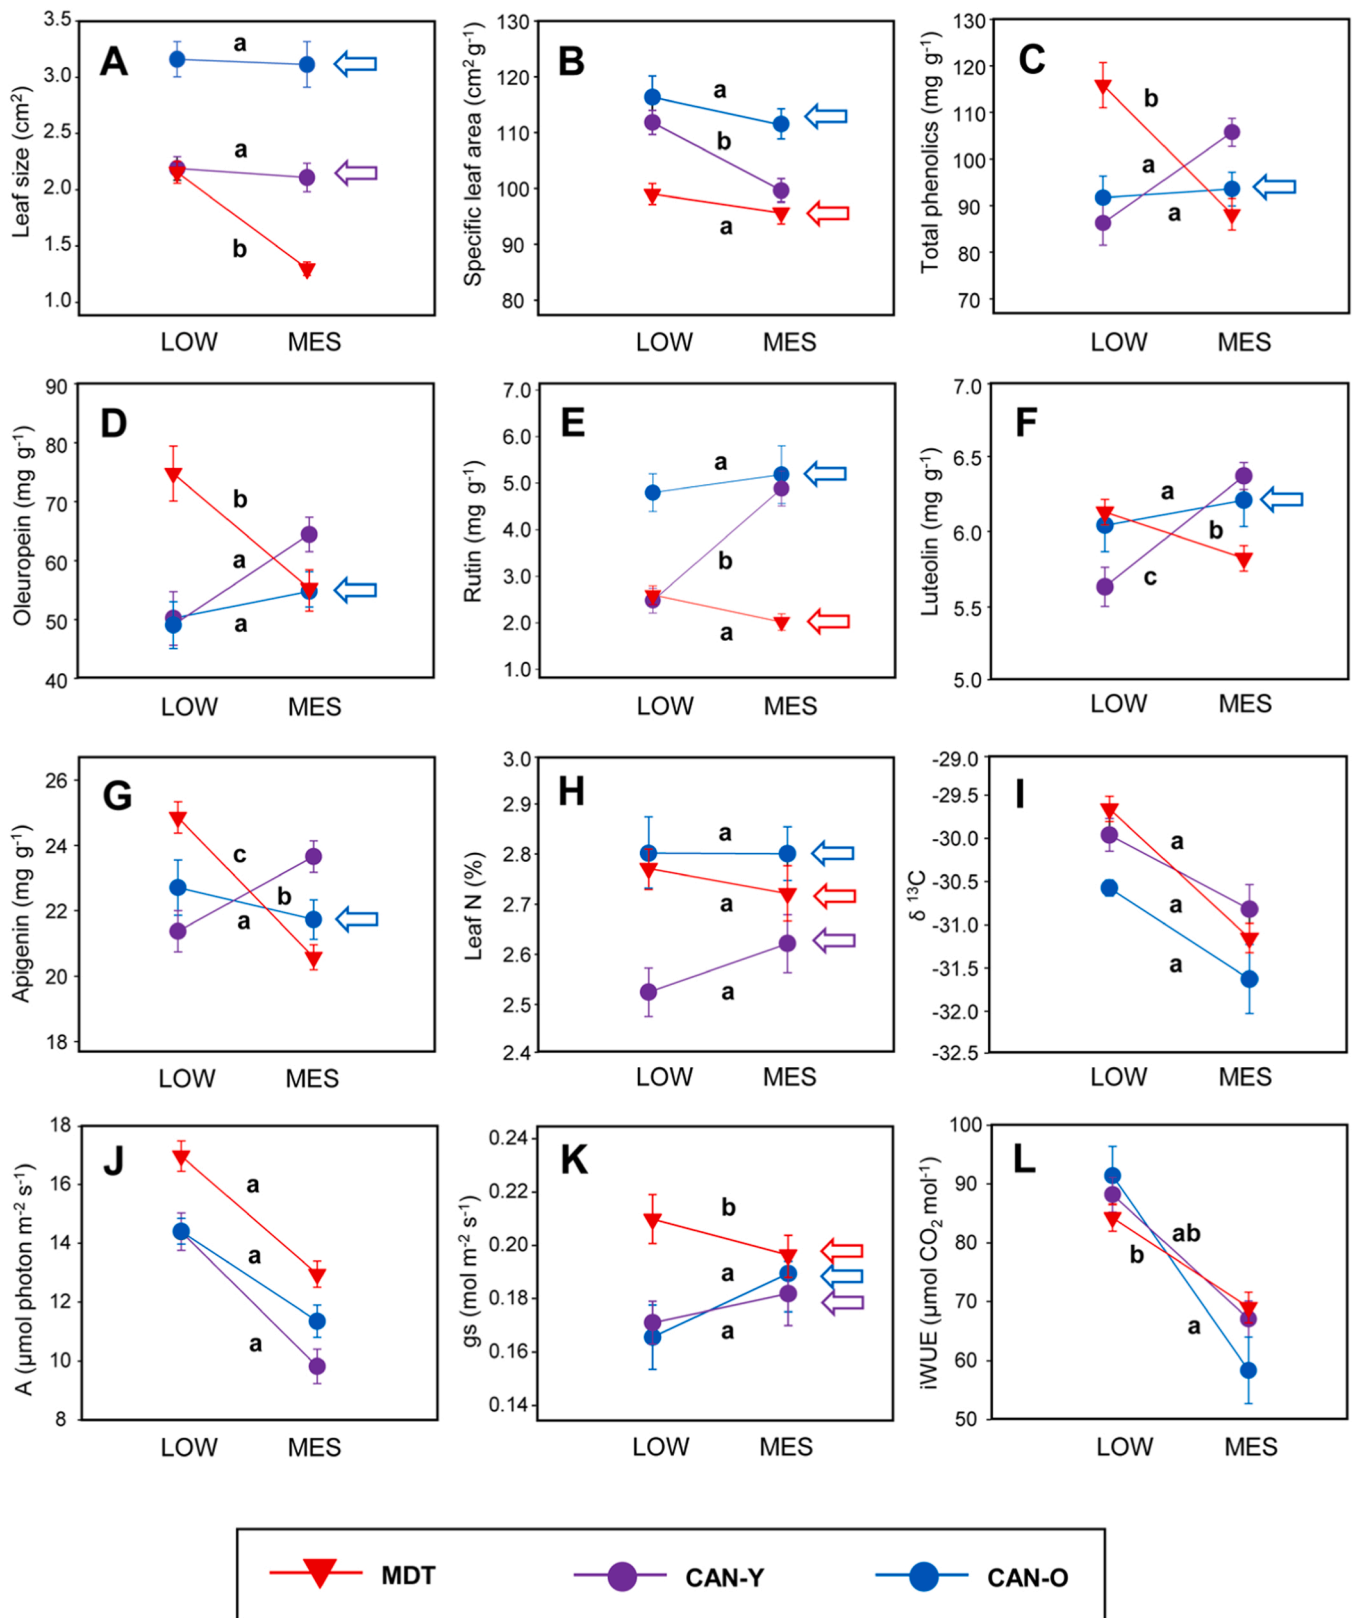 A
Leaf size (cm2)
3.5
3.0
2.5
2.0
1.5
1.0
a
a
b
LOW MES
B
Specific leaf area (cm2 g-1)
130
120
110
100
90
80
a
b
a
LOW MES
C
Total phenolics (mg g-1)
130
120
110
100
90
80
70
b
a
a
LOW MES
D
Oleuropein (mg g-1)
90
80
70
60
50
40
b
a
a
LOW MES
E
Rutin (mg g-1)
7.0
6.0
5.0
4.0
3.0
2.0
1.0
a
b
a
LOW MES
F
Luteolin (mg g-1)
7.0
6.5
6.0
5.5
5.0
a
b
c
LOW MES
G
Apigenin (mg g-1)
26
24
22
20
18
c
b
a
LOW MES
H
Leaf N (%)
3.0
2.9
2.8
2.7
2.6
2.5
2.4
a
a
a
LOW MES
I
δ 13C
-29.0
-29.5
-30.0
-30.5
-31.0
-31.5
-32.0
-32.5
a
a
a
LOW MES
J
A (µmol photon m-2 s-1)
18
16
14
12
10
8
a
a
a
LOW MES
K
gs (mol m-2 s-1)
0.24
0.22
0.20
0.18
0.16
0.14
b
a
a
LOW MES
L
iWUE (µmol CO2 mol-1)
100
90
80
70
60
50
ab
b
a
LOW MES
MDT CAN-Y CAN-O